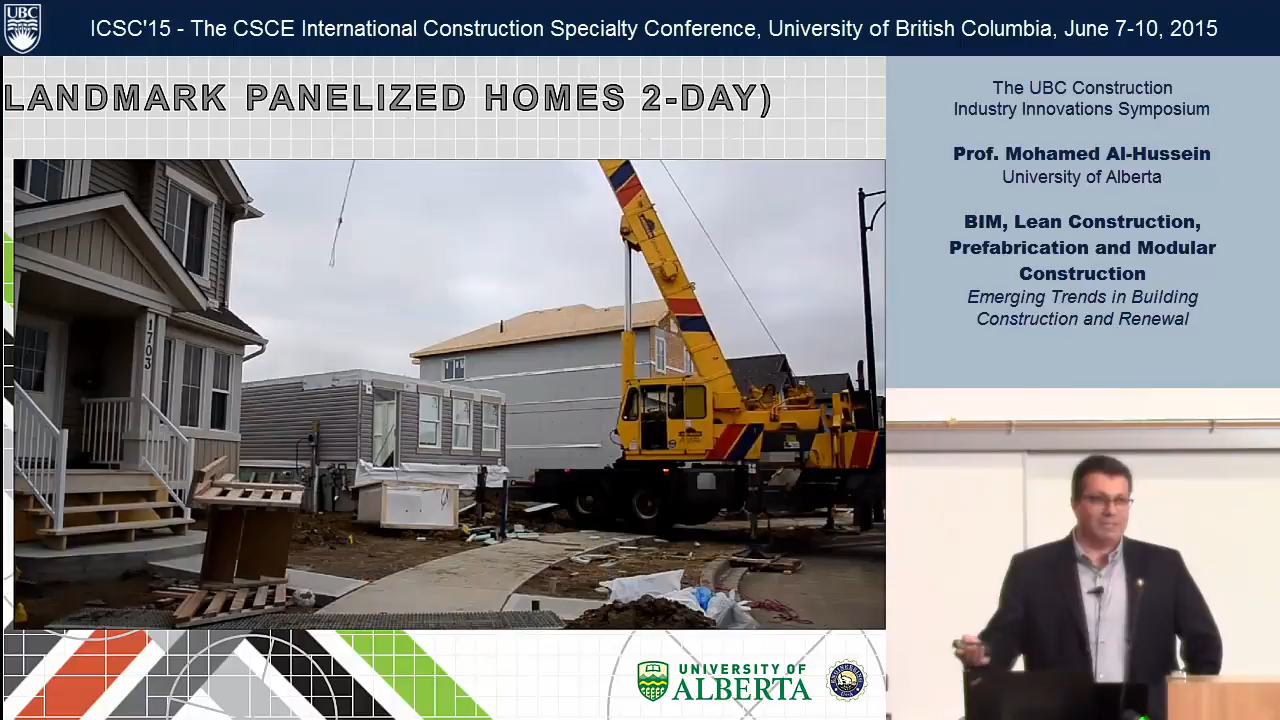 UBC
ICSC'15 - The CSCE International Construction Specialty Conference, University of British Columbia, June 7-10, 2015
LANDMARK PANELIZED HOMES 2-DAY)
1703
UNIVERSITY OF
ALBERTA
The UBC Construction
Industry Innovations Symposium
Prof. Mohamed Al-Hussein
University of Alberta
BIM, Lean Construction,
Prefabrication and Modular
Construction
Emerging Trends in Building
Construction and Renewal